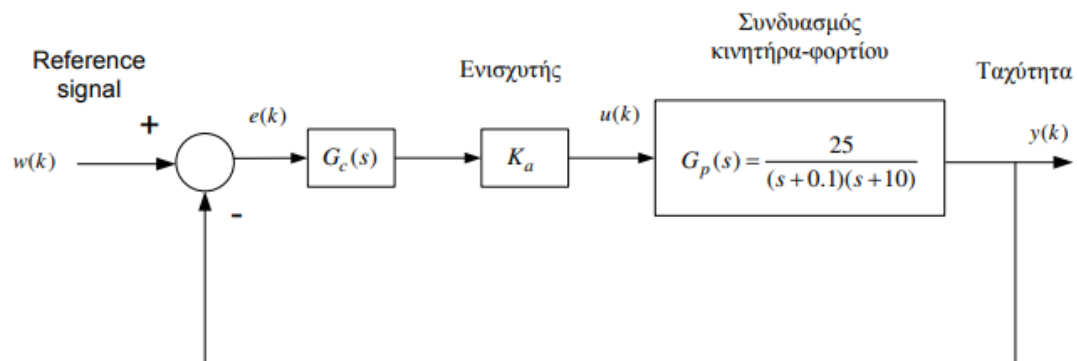 Reference
signal
+
w(k)
-
e(k)
G_c(s)
Ενισχυτής
K_a
u(k)
Συνδυασμός
κινητήρα-φορτίου
G_p(s) = 25 / (s+0.1)(s+10)
Ταχύτητα
y(k)